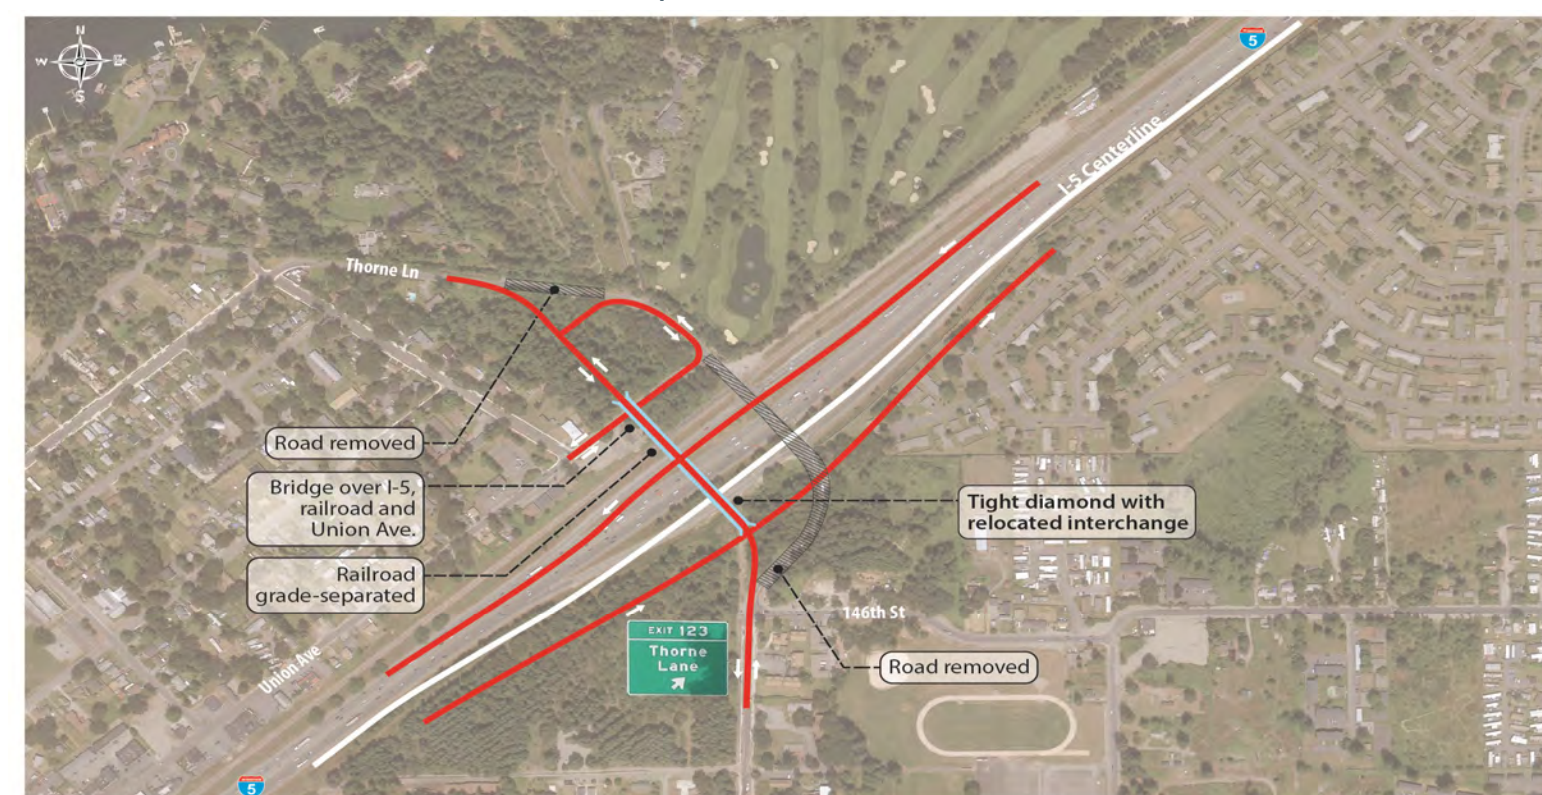 N
W
E
S
5
I-5 Centerline
Thorne Ln
Road removed
Bridge over I-5,
railroad and
Union Ave.
Railroad
grade-separated
Tight diamond with
relocated interchange
146th St
EXIT 123
Thorne
Lane
Union Ave
Road removed
5